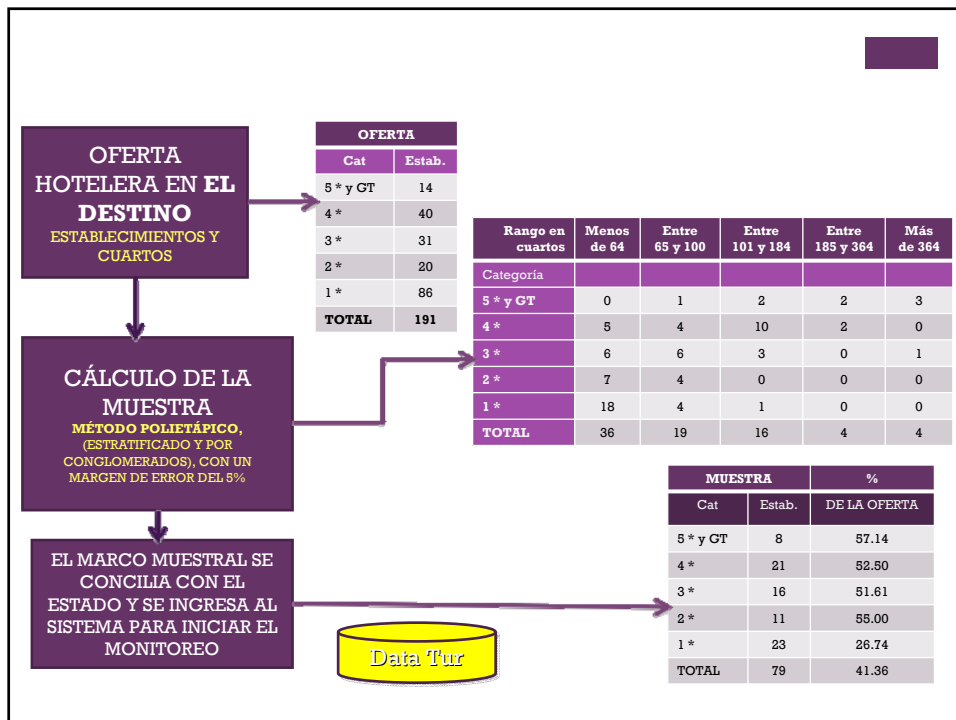 OFERTA
HOTELERA EN EL
DESTINO
ESTABLECIMIENTOS Y
CUARTOS
OFERTA
Cat Estab.
5 * y GT 14
4 * 40
3 * 31
2 * 20
1 * 86
TOTAL 191
CÁLCULO DE LA
MUESTRA
MÉTODO POLIETÁPICO,
(ESTRATIFICADO Y POR
CONGLOMERADOS), CON UN
MARGEN DE ERROR DEL 5%
Rango en Menos Entre Entre Entre Más
cuartos de 64 65 y 100 101 y 184 185 y 364 de 364
Categoría
5 * y GT 0 1 2 2 3
4 * 5 4 10 2 0
3 * 6 6 3 0 1
2 * 7 4 0 0 0
1 * 18 4 1 0 0
TOTAL 36 19 16 4 4
EL MARCO MUESTRAL SE
CONCILIA CON EL
ESTADO Y SE INGRESA AL
SISTEMA PARA INICIAR EL
MONITOREO
Data Tur
MUESTRA %
Cat Estab. DE LA OFERTA
5 * y GT 8 57.14
4 * 21 52.50
3 * 16 51.61
2 * 11 55.00
1 * 23 26.74
TOTAL 79 41.36